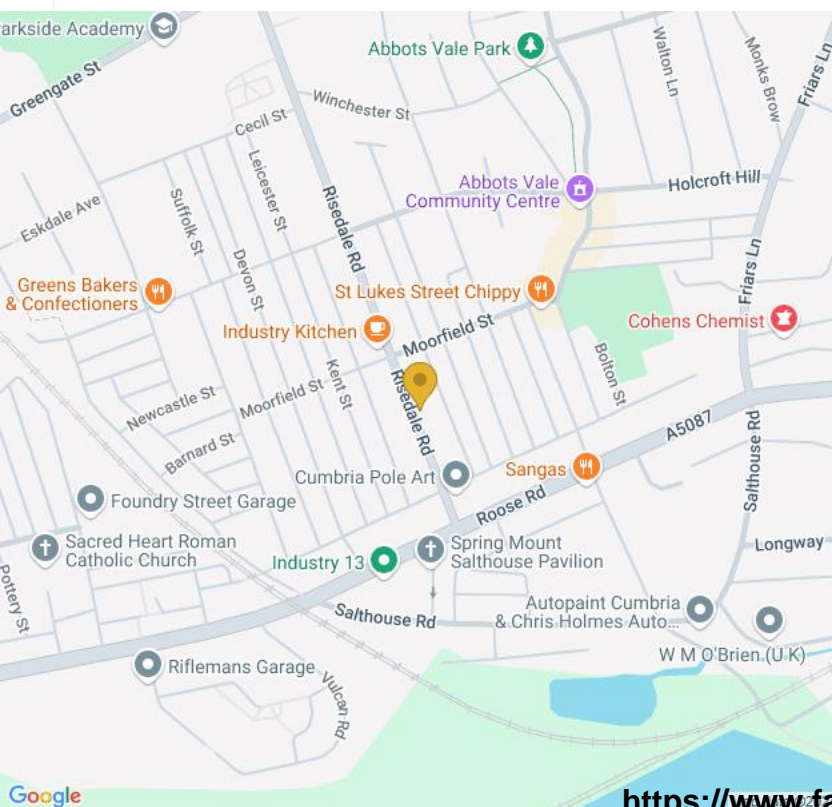 arkside Academy
Greengate St
Abbots Vale Park
Walton Ln
Monks Brow
Friars Ln
Winchester St
Cecil St
Leicester St
Risedale Rd
Abbots Vale
Community Centre
Holcroft Hill
Eskdale Ave
Suffolk St
Devon St
Greens Bakers
& Confectioners
St Lukes Street Chippy
Friars Ln
Industry Kitchen
Moorfield St
Cohens Chemist
Kent St
Bolton St
Newcastle St
Moorfield St
Risedale Rd
Barnard St
A5087
Salthouse Rd
Cumbria Pole Art
Sangas
Foundry Street Garage
Roose Rd
Sacred Heart Roman
Catholic Church
Spring Mount
Salthouse Pavilion
Longway
Industry 13
Pottery St
Autopaint Cumbria
& Chris Holmes Auto...
Salthouse Rd
W M O'Brien (U K)
Riflemans Garage
Vulcan Rd
Google
https://www.fa